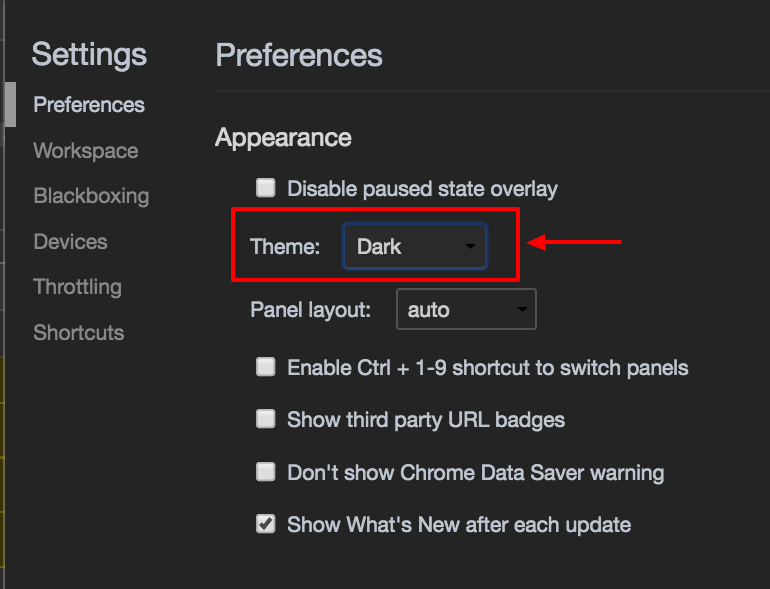 Settings
Preferences
Workspace
Blackboxing
Devices
Throttling
Shortcuts
Preferences
Appearance
Disable paused state overlay
Theme: Dark
Panel layout: auto
Enable Ctrl + 1-9 shortcut to switch panels
Show third party URL badges
Don't show Chrome Data Saver warning
Show What's New after each update